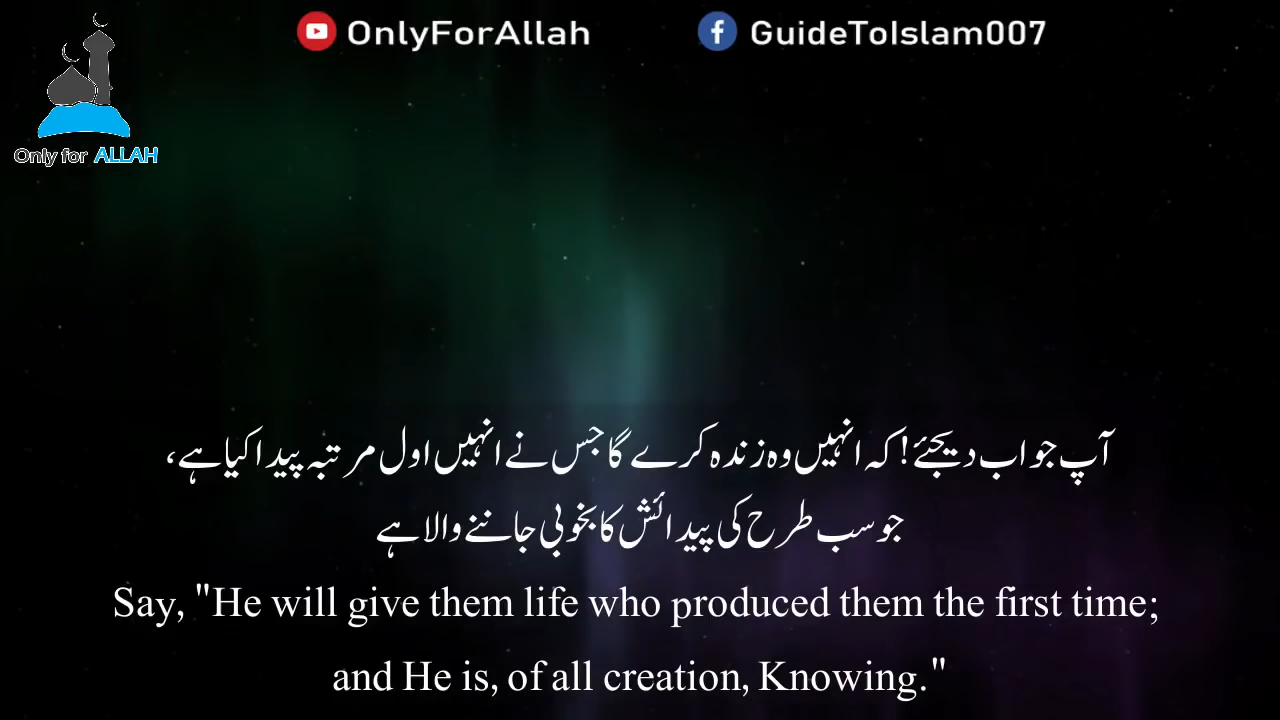 OnlyForAllah
GuideToIslam007
Only for ALLAH
آپ جواب دیجئے! کہ انہیں وہ زندہ کرے گا جس نے انہیں اول مرتبہ پیدا کیا ہے،
جو سب طرح کی پیدائش کا بخوبی جاننے والا ہے
Say, "He will give them life who produced them the first time;
and He is, of all creation, Knowing."